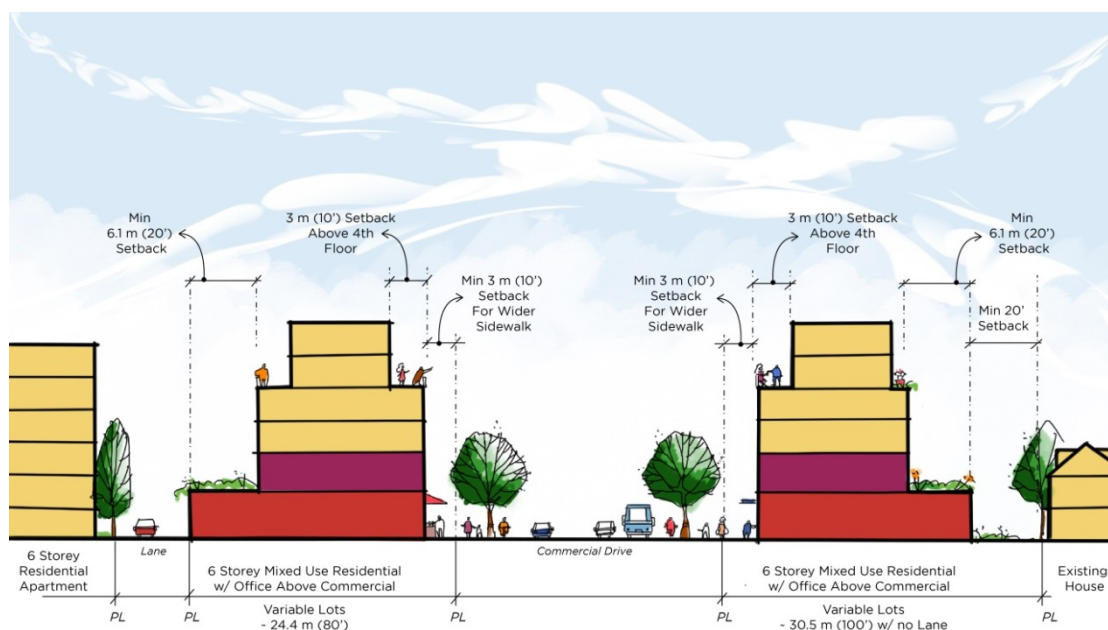 Min
6.1 m (20’)
Setback
3 m (10’) Setback
Above 4th
Floor
Min 3 m (10’)
Setback
For Wider
Sidewalk
Min 3 m (10’)
Setback
For Wider
Sidewalk
3 m (10’) Setback
Above 4th
Floor
Min
6.1 m (20’)
Setback
Min 20’
Setback
6 Storey
Residential
Apartment
Lane
6 Storey Mixed Use Residential
w/ Office Above Commercial
Commercial Drive
6 Storey Mixed Use Residential
w/ Office Above Commercial
Existing
House
PL
PL
Variable Lots
~ 24.4 m (80’)
PL
PL
Variable Lots
~ 30.5 m (100’) w/ no Lane
PL